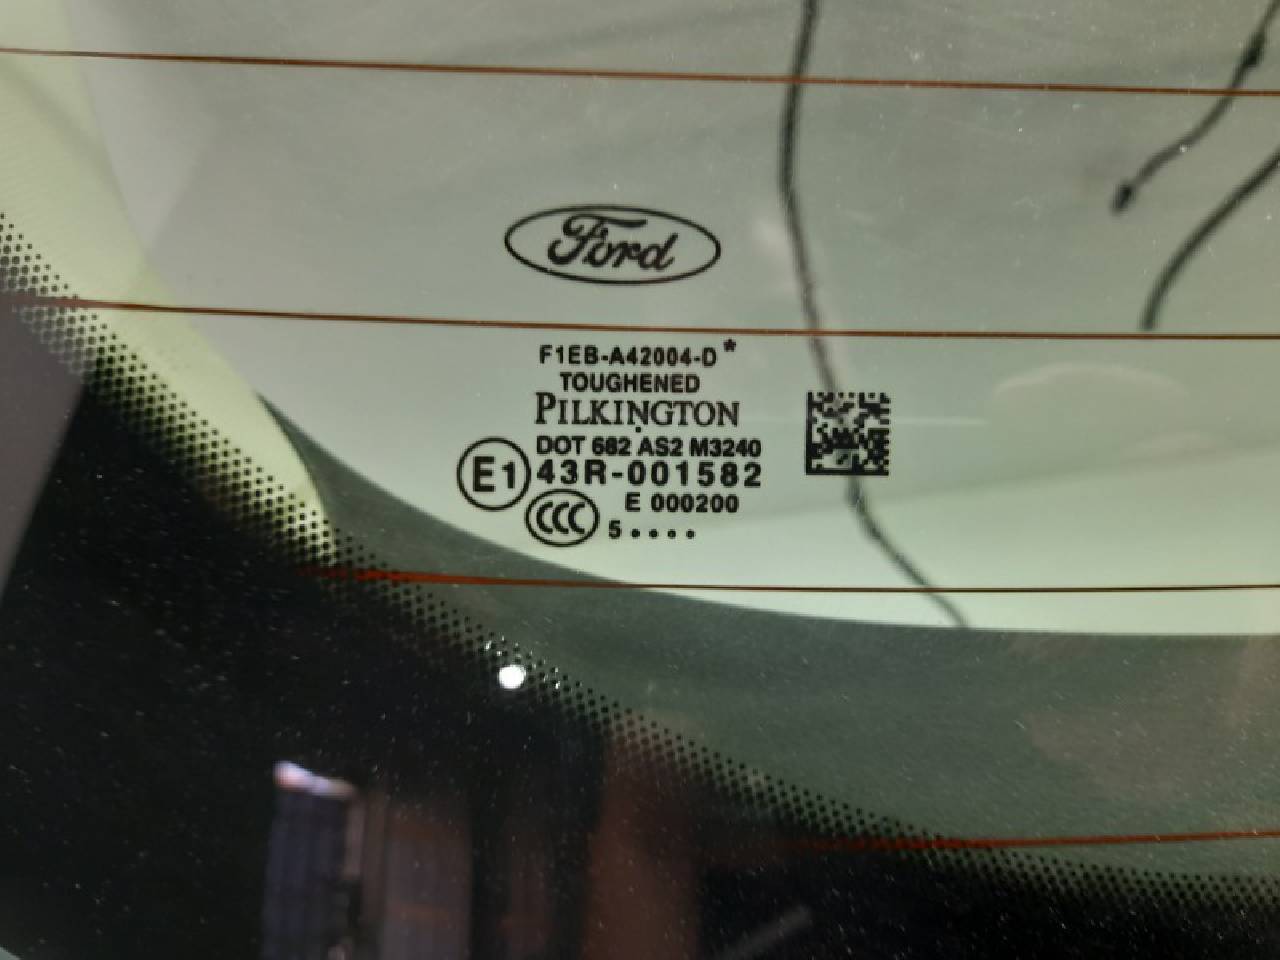 Ford
F1EB-A42004-D*
TOUGHENED
PILKINGTON
DOT 682 AS2 M3240
E1 43R-001582
E 000200
CCC 5....